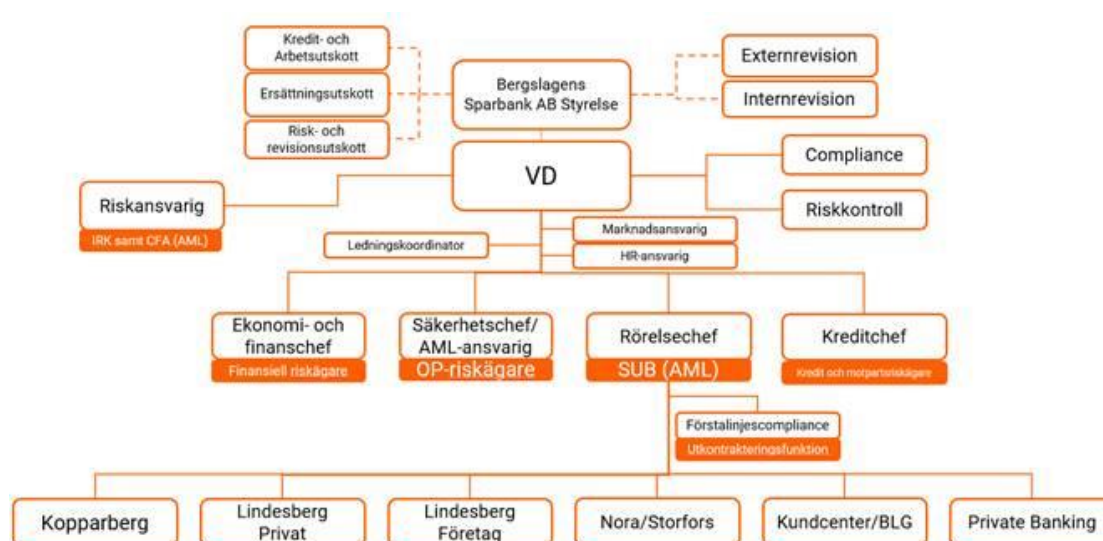 Kredit- och
Arbetsutskott
Ersättningsutskott
Risk- och
revisionsutskott
Bergslagens
Sparbank AB Styrelse
Externrevision
Internrevision
VD
Compliance
Riskkontroll
Riskansvarig
IRK samt CFA (AML)
Ledningskoordinator
Marknadsansvarig
HR-ansvarig
Ekonomi- och
finanschef
Finansiell riskägare
Säkerhetschef/
AML-ansvarig
OP-riskägare
Rörelsechef
SUB (AML)
Kreditchef
Kredit och motpartsriskägare
Förstalinjescompliance
Utkontrakteringsfunktion
Kopparberg
Lindesberg
Privat
Lindesberg
Företag
Nora/Storfors
Kundcenter/BLG
Private Banking